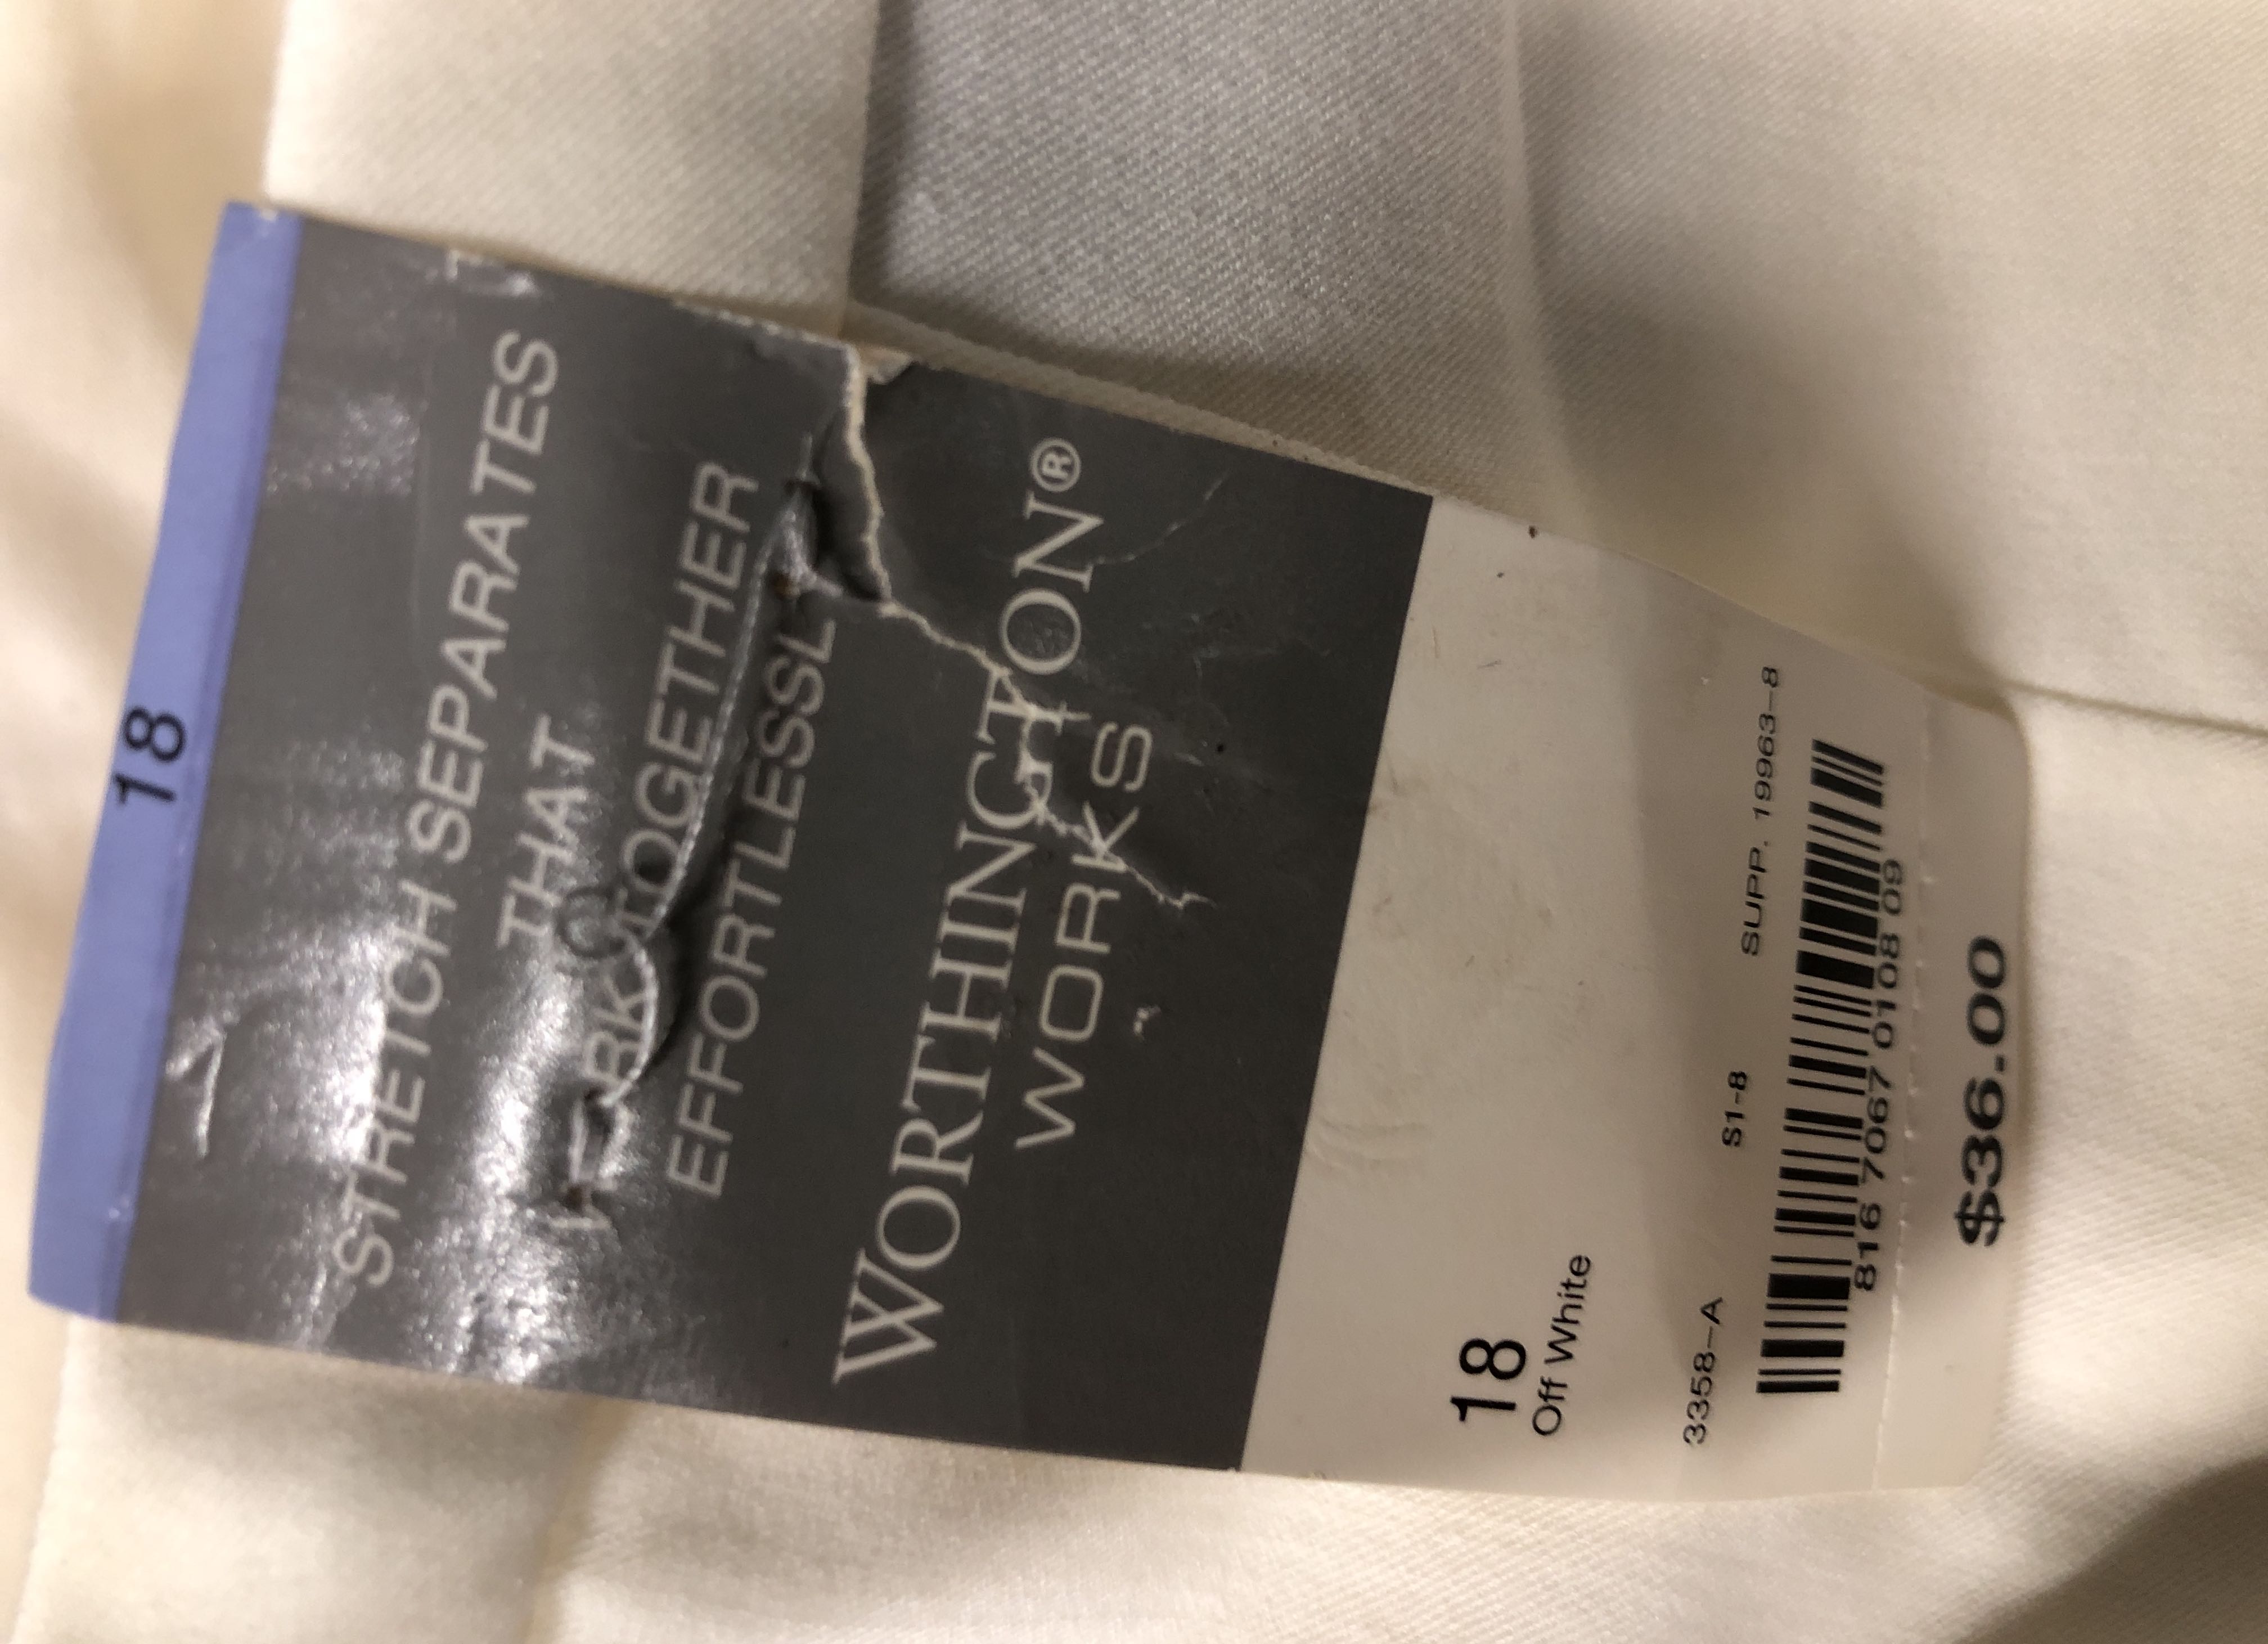 18
STRETCH SEPARATES
THAT
TOGETHER
EFFORTLESSL
WORTHINGTON®
WORKS
18
Off White
3358-A S1-8 SUPP. 19963-8
816 7067 0108 09
$36.00